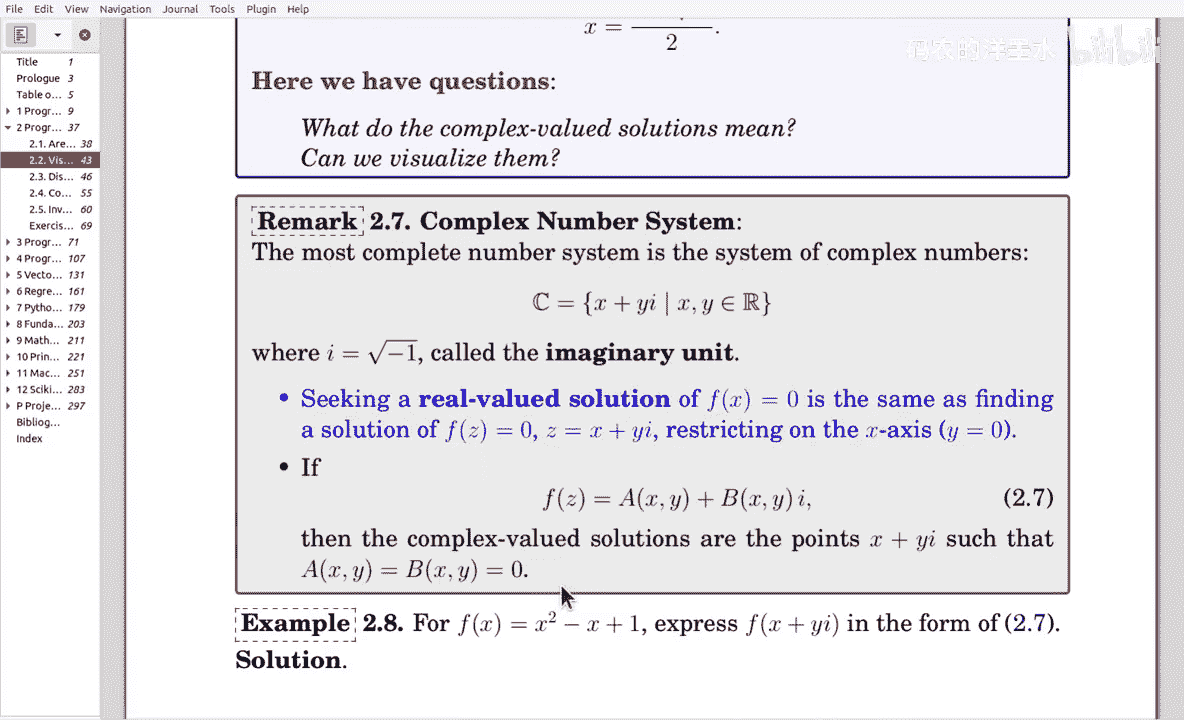 File Edit View Navigation Journal Tools Plugin Help
Title 1
Prologue 3
Table o... 5
1 Progr... 9
2 Progr... 37
2.1. Are... 38
2.2. Vis... 43
2.3. Dis... 46
2.4. Co... 55
2.5. Inv... 60
Exercis... 69
3 Progr... 71
4 Progr... 107
5 Vecto... 131
6 Regre... 161
7 Pytho... 179
8 Funda... 203
9 Math... 211
10 Prin... 221
11 Mac... 251
12 Sciki... 283
P Proje... 297
Bibliog...
Index
码农的洋墨水 bilibili
x = 2 .
Here we have questions:
What do the complex-valued solutions mean?
Can we visualize them?
Remark 2.7. Complex Number System:
The most complete number system is the system of complex numbers:
ℂ = {x + yi | x, y ∈ ℝ}
where i = √−1, called the imaginary unit.
• Seeking a real-valued solution of f(x) = 0 is the same as finding
a solution of f(z) = 0, z = x + yi, restricting on the x-axis (y = 0).
• If
f(z) = A(x, y) + B(x, y) i, (2.7)
then the complex-valued solutions are the points x + yi such that
A(x, y) = B(x, y) = 0.
Example 2.8. For f(x) = x² − x + 1, express f(x + yi) in the form of (2.7).
Solution.